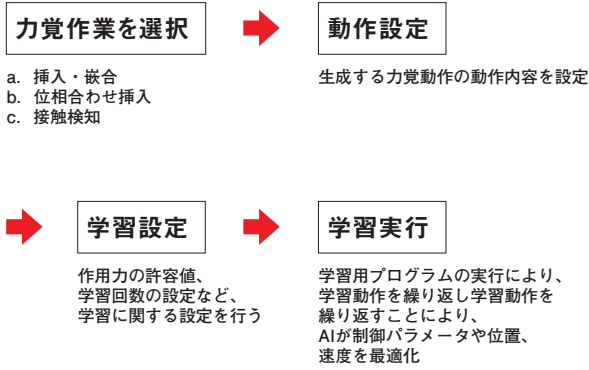 力覚作業を選択
a. 挿入・嵌合
b. 位相合わせ挿入
c. 接触検知
動作設定
生成する力覚動作の動作内容を設定
学習設定
作用力の許容値、
学習回数の設定など、
学習に関する設定を行う
学習実行
学習用プログラムの実行により、
学習動作を繰り返し学習動作を
繰り返すことにより、
AIが制御パラメータや位置、
速度を最適化